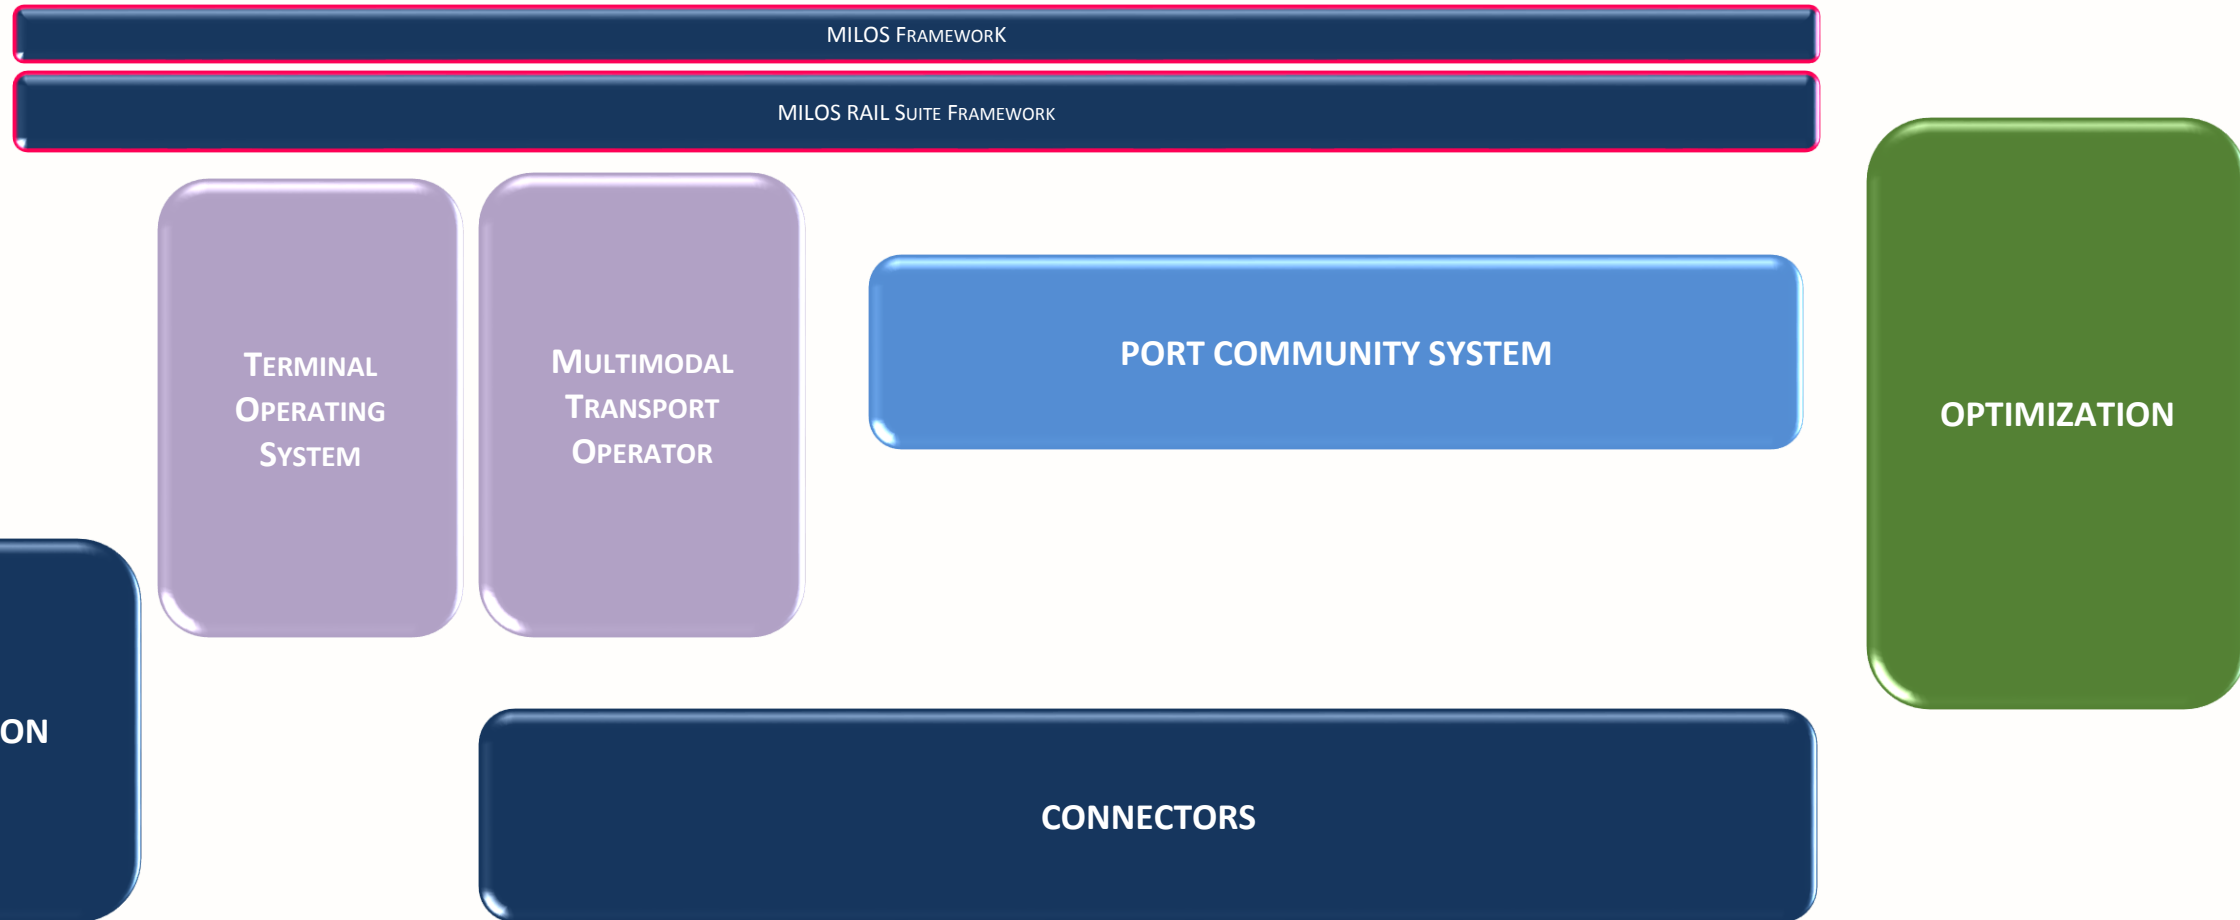 MILOS FRAMEWORK
MILOS RAIL SUITE FRAMEWORK
TERMINAL
OPERATING
SYSTEM
MULTIMODAL
TRANSPORT
OPERATOR
PORT COMMUNITY SYSTEM
OPTIMIZATION
ON
CONNECTORS